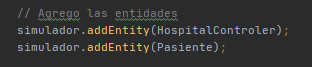 // Agrego las entidades
simulador.addEntity(HospitalControler);
simulador.addEntity(Pasiente);